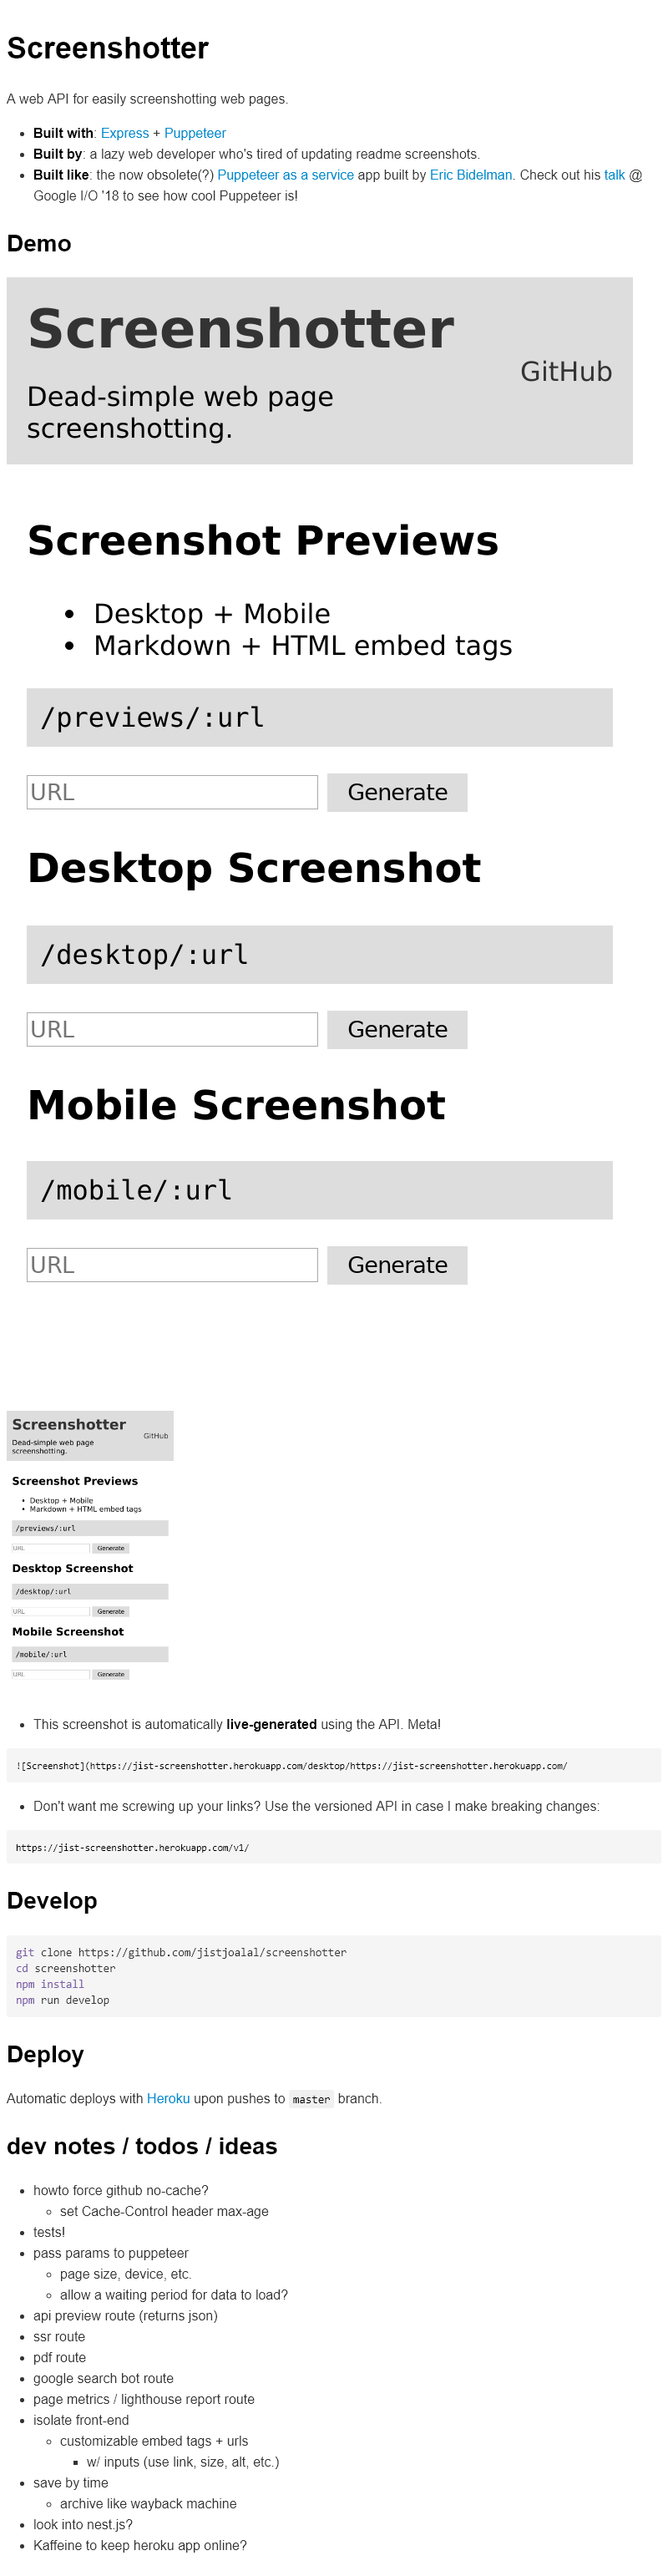 Screenshotter
A web API for easily screenshotting web pages.
• Built with: Express + Puppeteer
• Built by: a lazy web developer who's tired of updating readme screenshots.
• Built like: the now obsolete(?) Puppeteer as a service app built by Eric Bidelman. Check out his talk @
Google I/O '18 to see how cool Puppeteer is!
Demo
Screenshotter
GitHub
Dead-simple web page
screenshotting.
Screenshot Previews
• Desktop + Mobile
• Markdown + HTML embed tags
/previews/:url
URL Generate
Desktop Screenshot
/desktop/:url
URL Generate
Mobile Screenshot
/mobile/:url
URL Generate
Screenshotter
GitHub
Dead-simple web page
screenshotting.
Screenshot Previews
• Desktop + Mobile
• Markdown + HTML embed tags
/previews/:url
URL Generate
Desktop Screenshot
/desktop/:url
URL Generate
Mobile Screenshot
/mobile/:url
URL Generate
• This screenshot is automatically live-generated using the API. Meta!
![Screenshot](https://jist-screenshotter.herokuapp.com/desktop/https://jist-screenshotter.herokuapp.com/
• Don't want me screwing up your links? Use the versioned API in case I make breaking changes:
https://jist-screenshotter.herokuapp.com/v1/
Develop
git clone https://github.com/jistjoalal/screenshotter
cd screenshotter
npm install
npm run develop
Deploy
Automatic deploys with Heroku upon pushes to master branch.
dev notes / todos / ideas
• howto force github no-cache?
◦ set Cache-Control header max-age
• tests!
• pass params to puppeteer
◦ page size, device, etc.
◦ allow a waiting period for data to load?
• api preview route (returns json)
• ssr route
• pdf route
• google search bot route
• page metrics / lighthouse report route
• isolate front-end
◦ customizable embed tags + urls
▪ w/ inputs (use link, size, alt, etc.)
• save by time
◦ archive like wayback machine
• look into nest.js?
• Kaffeine to keep heroku app online?